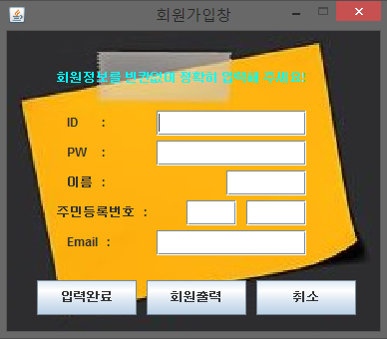 회원가입창
회원정보를 빈칸없이 정확히 입력해 주세요!
ID :
PW :
이름 :
주민등록번호 :
Email :
입력완료 회원출력 취소